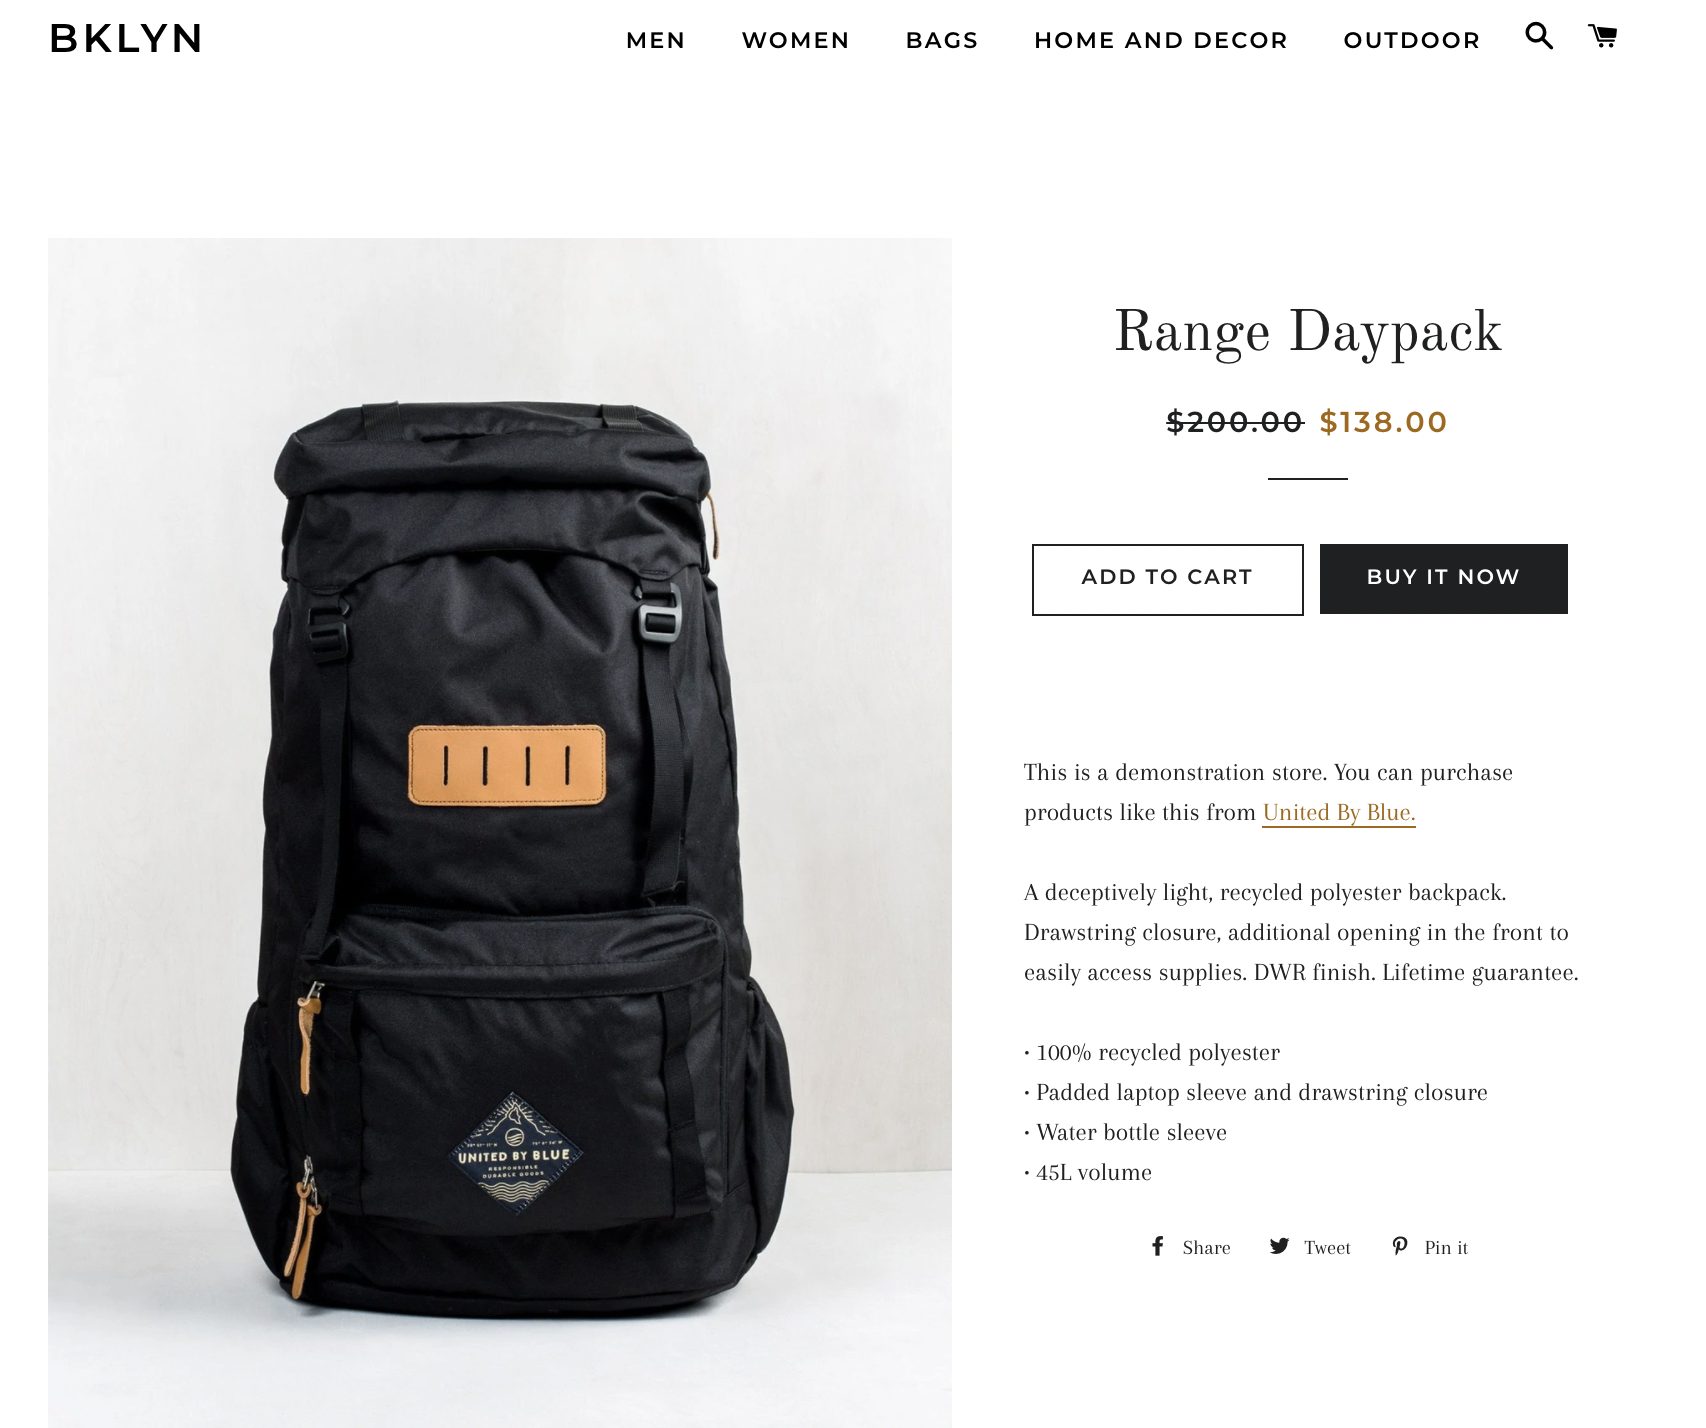 BKLYN
MEN WOMEN BAGS HOME AND DECOR OUTDOOR
Range Daypack
$200.00 $138.00
ADD TO CART BUY IT NOW
This is a demonstration store. You can purchase
products like this from United By Blue.
A deceptively light, recycled polyester backpack.
Drawstring closure, additional opening in the front to
easily access supplies. DWR finish. Lifetime guarantee.
• 100% recycled polyester
• Padded laptop sleeve and drawstring closure
• Water bottle sleeve
• 45L volume
Share Tweet Pin it
UNITED BY BLUE
RESPONSIBLE
DURABLE GOODS